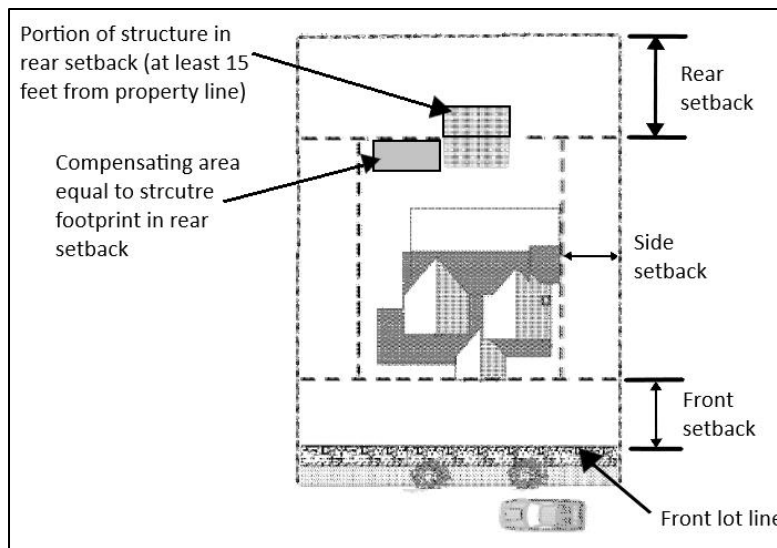 Portion of structure in
rear setback (at least 15
feet from property line)
Compensating area
equal to strcutre
footprint in rear
setback
Rear
setback
Side
setback
Front
setback
Front lot line